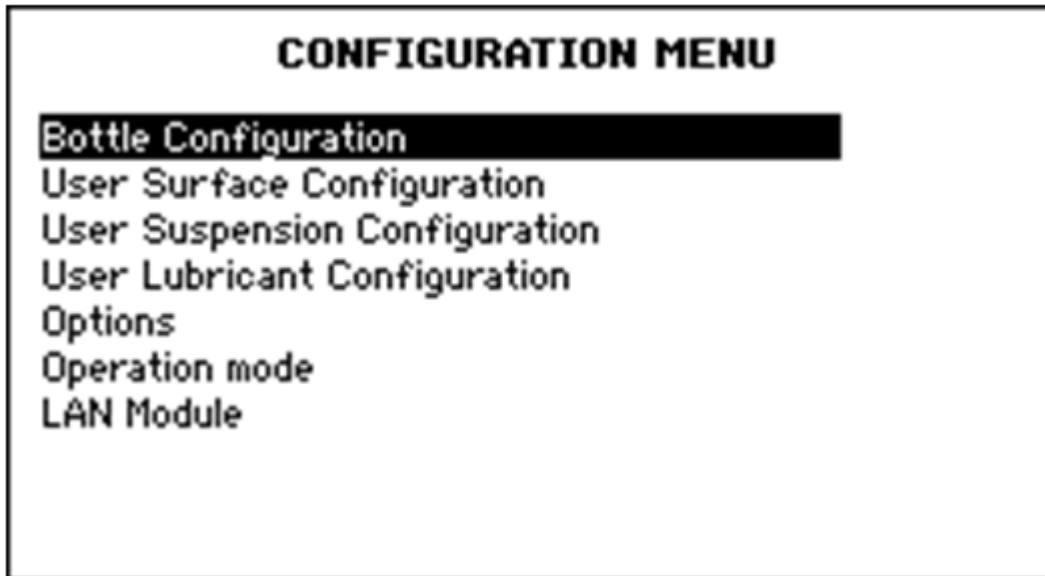 CONFIGURATION MENU
Bottle Configuration
User Surface Configuration
User Suspension Configuration
User Lubricant Configuration
Options
Operation mode
LAN Module